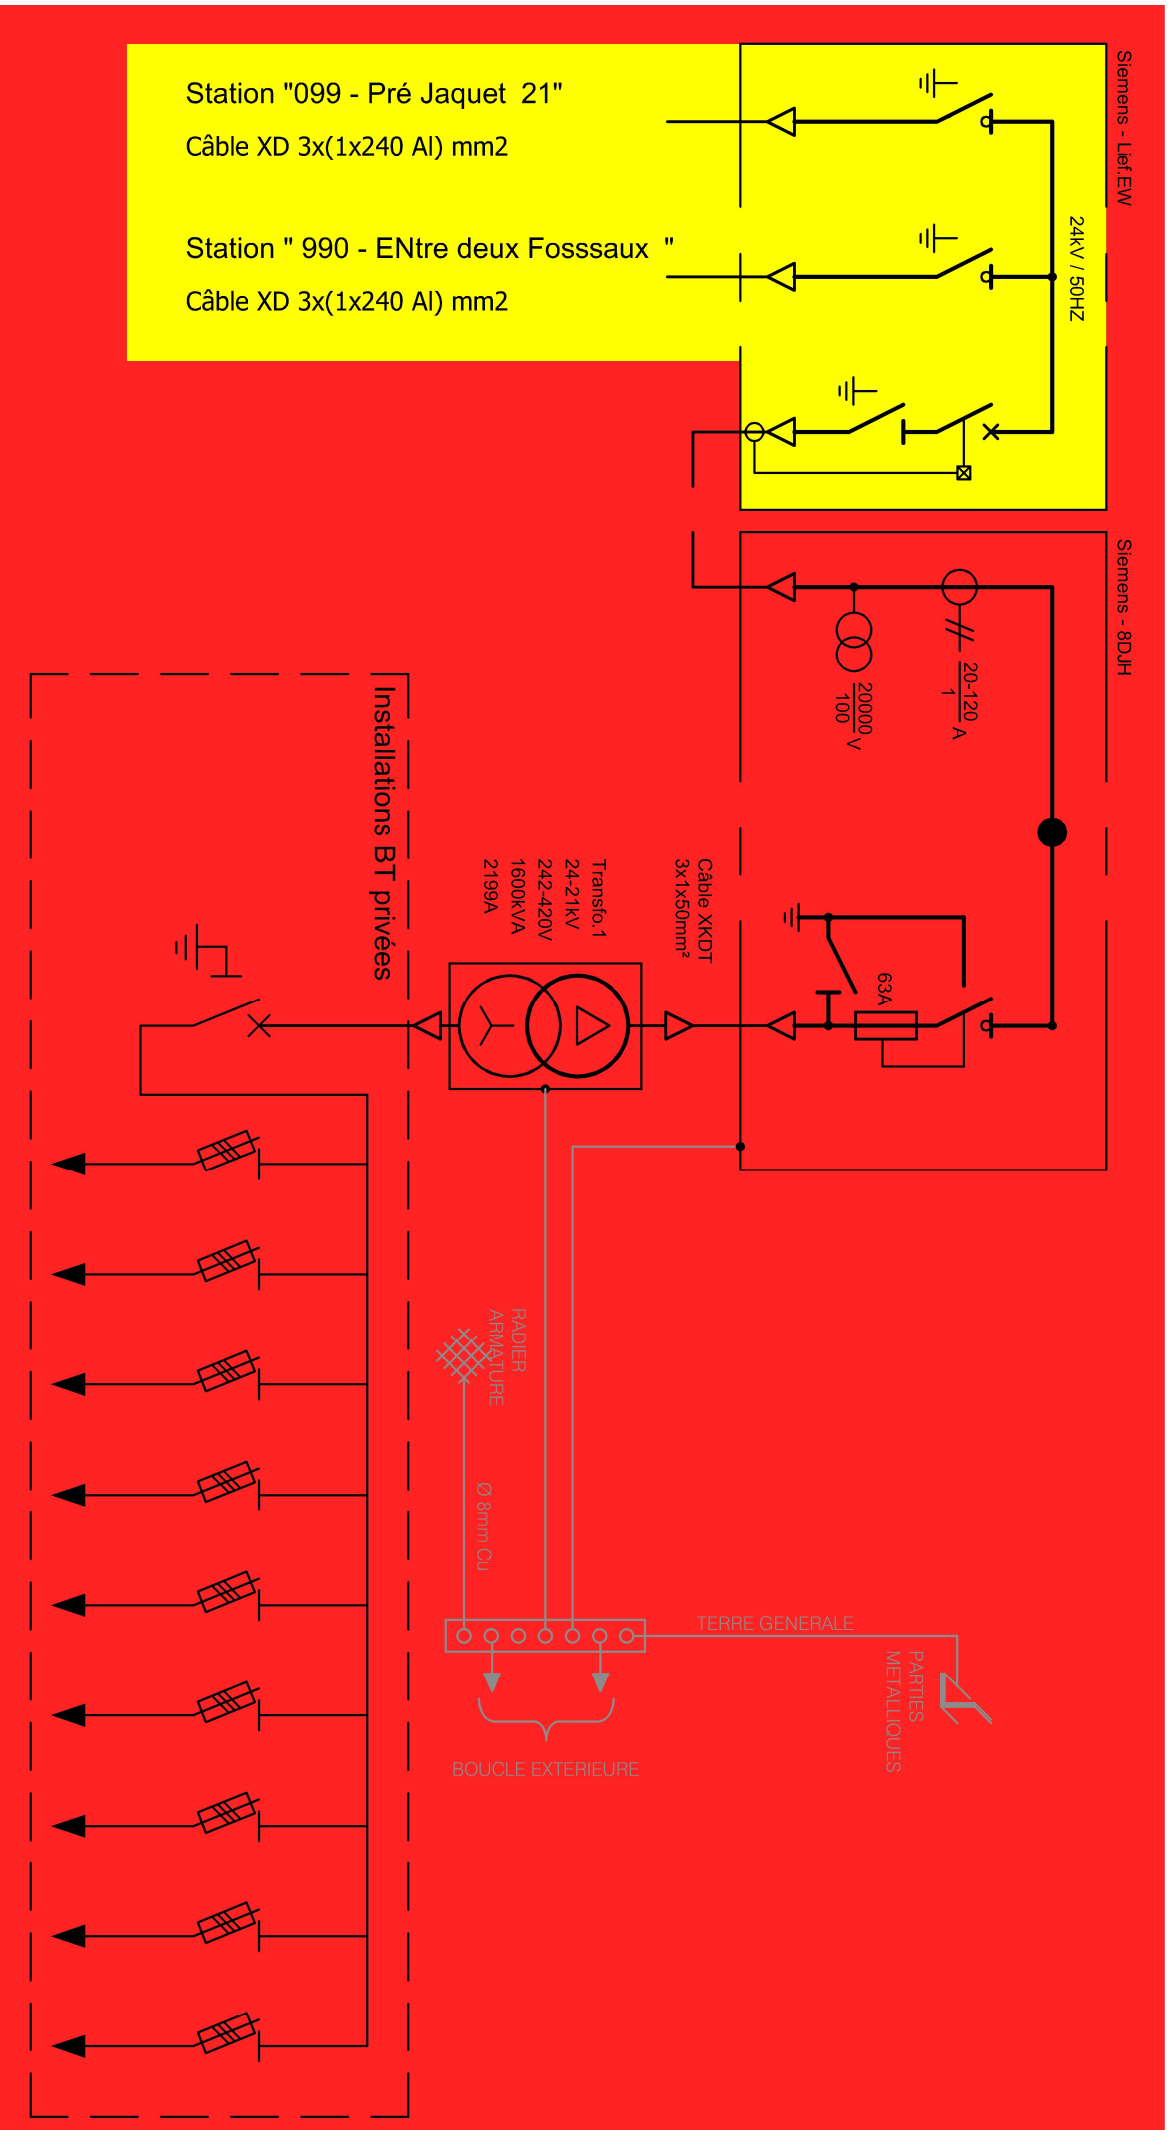 Station "099 - Pré Jaquet  21"
Câble XD 3x(1x240 Al) mm2
Station " 990 - ENtre deux Fosssaux  "
Câble XD 3x(1x240 Al) mm2
Siemens - Lief.EW
24kV / 50HZ
Siemens - 8DJH
20-120
1
A
20000
100
V
63A
Câble XKDT
3x1x50mm²
Transfo.1
24-21kV
242-420V
1600kVA
2199A
Installations BT privées
RADIER
ARMATURE
Ø 8mm Cu
TERRE GENERALE
PARTIES
METALLIQUES
BOUCLE EXTERIEURE